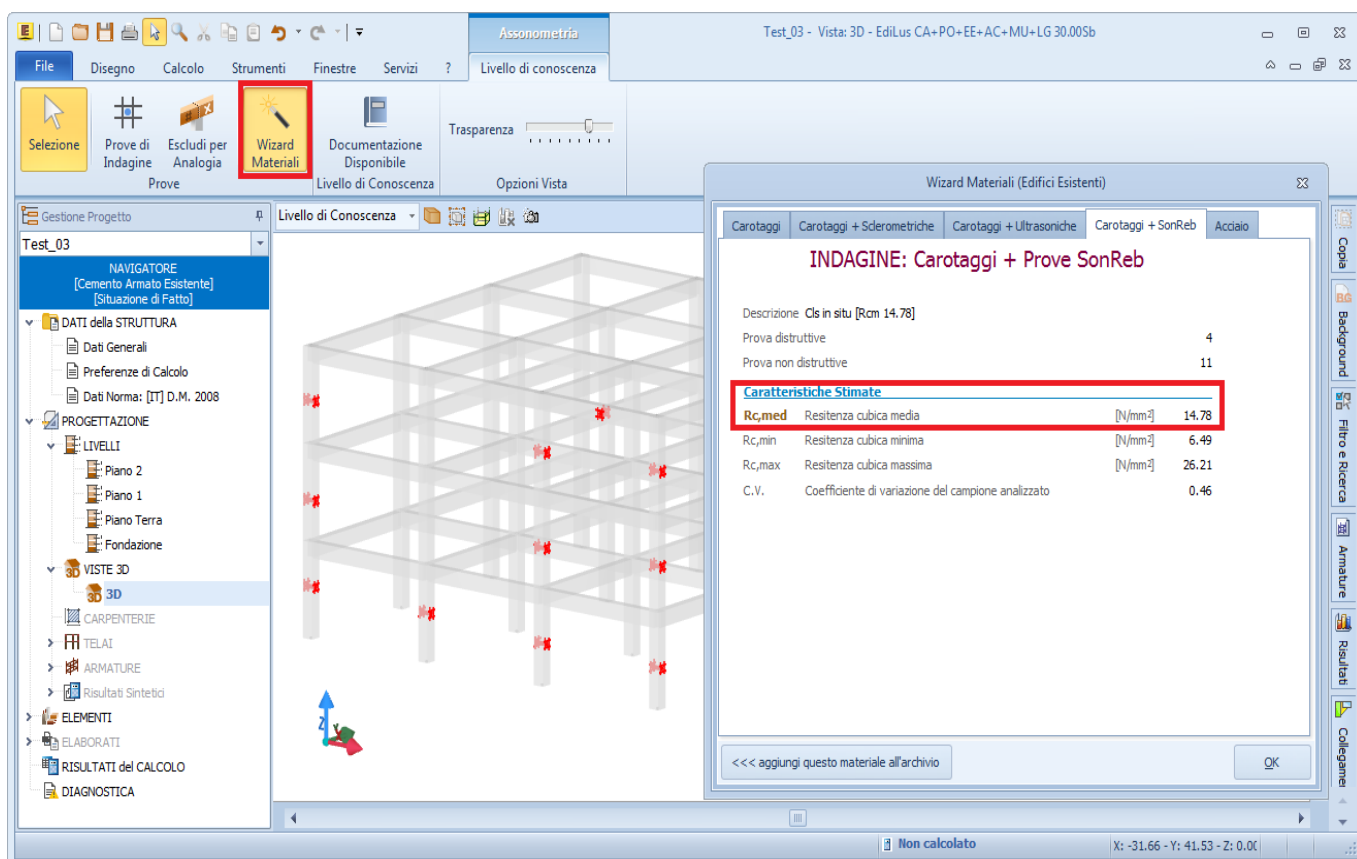 Assonometria
Test_03 - Vista: 3D - EdiLus CA+PO+EE+AC+MU+LG 30.00Sb
File
Disegno
Calcolo
Strumenti
Finestre
Servizi
?
Livello di conoscenza
Selezione
Prove di
Indagine
Escludi per
Analogia
Wizard
Materiali
Documentazione
Disponibile
Trasparenza
Prove
Livello di Conoscenza
Opzioni Vista
Gestione Progetto
Test_03
NAVIGATORE
[Cemento Armato Esistente]
[Situazione di Fatto]
DATI della STRUTTURA
Dati Generali
Preferenze di Calcolo
Dati Norma: [IT] D.M. 2008
PROGETTAZIONE
LIVELLI
Piano 2
Piano 1
Piano Terra
Fondazione
VISTE 3D
3D
CARPENTERIE
TELAI
ARMATURE
Risultati Sintetici
ELEMENTI
ELABORATI
RISULTATI del CALCOLO
DIAGNOSTICA
Livello di Conoscenza
Z
Y
Wizard Materiali (Edifici Esistenti)
Carotaggi
Carotaggi + Sclerometriche
Carotaggi + Ultrasoniche
Carotaggi + SonReb
Acciaio
INDAGINE: Carotaggi + Prove SonReb
Descrizione Cls in situ [Rcm 14.78]
Prova distruttive 4
Prova non distruttive 11
Caratteristiche Stimate
Rc,med Resitenza cubica media [N/mm²] 14.78
Rc,min Resitenza cubica minima [N/mm²] 6.49
Rc,max Resitenza cubica massima [N/mm²] 26.21
C.V. Coefficiente di variazione del campione analizzato 0.46
<<< aggiungi questo materiale all'archivio
OK
Copia
Background
Filtro e Ricerca
Armature
Risultati
Collegamen
Non calcolato
X: -31.66 - Y: 41.53 - Z: 0.0(